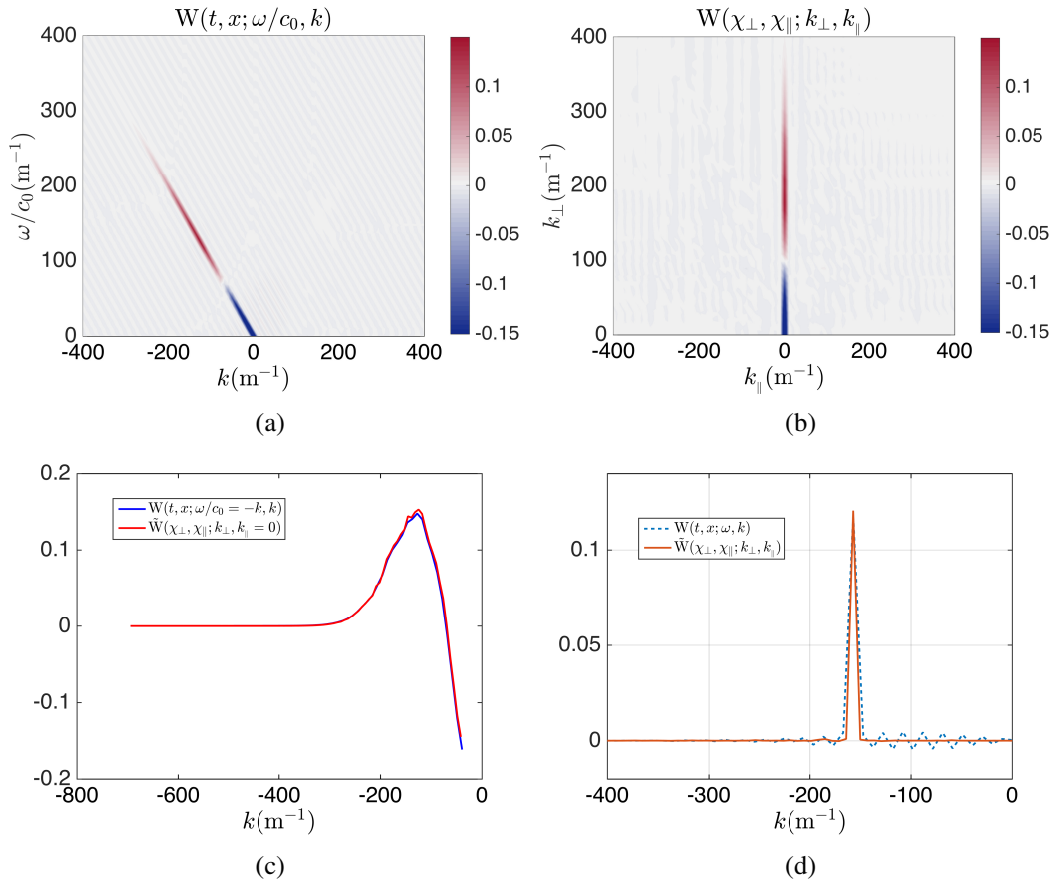 W(t, x; ω/c₀, k)
400
300
200
100
0
ω/c₀(m⁻¹)
-400 -200 0 200 400
k(m⁻¹)
0.1
0.05
0
-0.05
-0.1
-0.15
(a)
W(χ⊥, χ∥; k⊥, k∥)
400
300
200
100
0
k⊥(m⁻¹)
-400 -200 0 200 400
k∥(m⁻¹)
0.1
0.05
0
-0.05
-0.1
-0.15
(b)
0.2
0.1
0
-0.1
-0.2
W(t, x; ω/c₀ = -k, k)
W̃(χ⊥, χ∥; k⊥, k∥ = 0)
-800 -600 -400 -200 0
k(m⁻¹)
(c)
0.1
0.05
0
W(t, x; ω, k)
W̃(χ⊥, χ∥; k⊥, k∥)
-400 -300 -200 -100 0
k(m⁻¹)
(d)